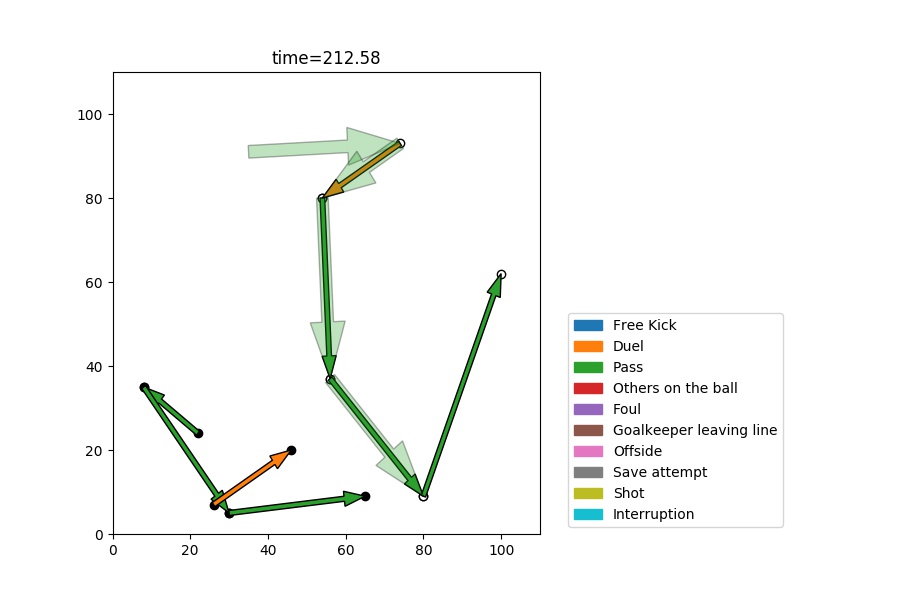 time=212.58
100
80
60
40
20
0
0 20 40 60 80 100
Free Kick
Duel
Pass
Others on the ball
Foul
Goalkeeper leaving line
Offside
Save attempt
Shot
Interruption